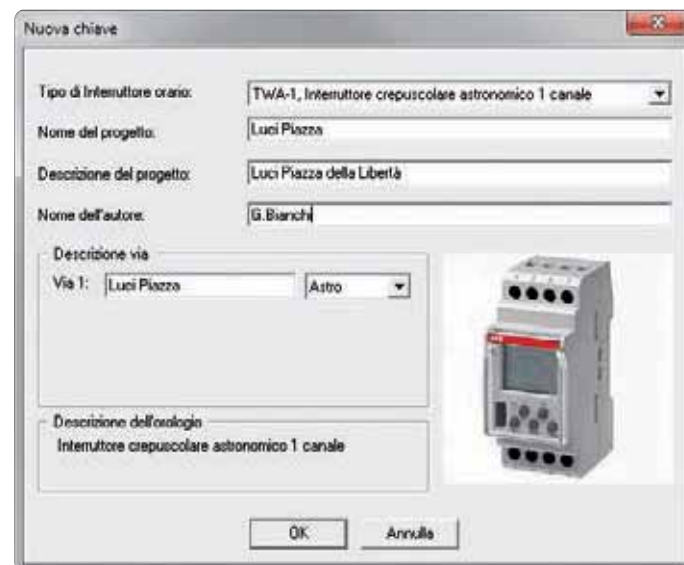 Nuova chiave
Tipo di Interruttore orario: TWA-1, Interruttore crepuscolare astronomico 1 canale
Nome del progetto: Luci Piazza
Descrizione del progetto: Luci Piazza della Libertà
Nome dell'autore: G.Bianchi
Descrizione via
Via 1: Luci Piazza Astro
Descrizione dell'orologio
Interruttore crepuscolare astronomico 1 canale
OK Annulla